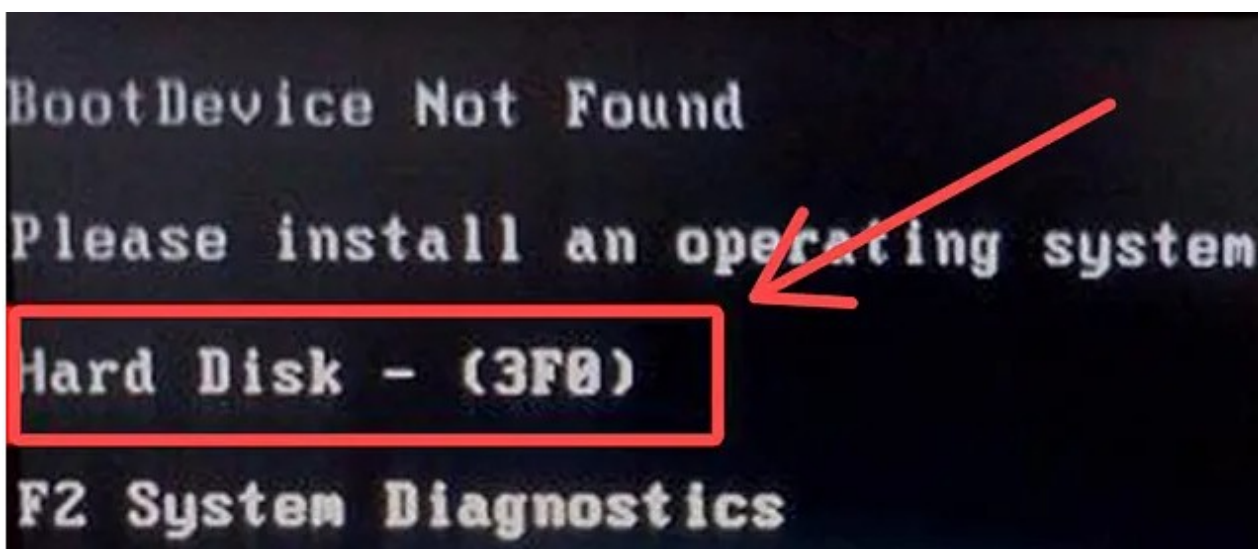 BootDevice Not Found
Please install an operating system
Hard Disk - (3F0)
F2 System Diagnostics